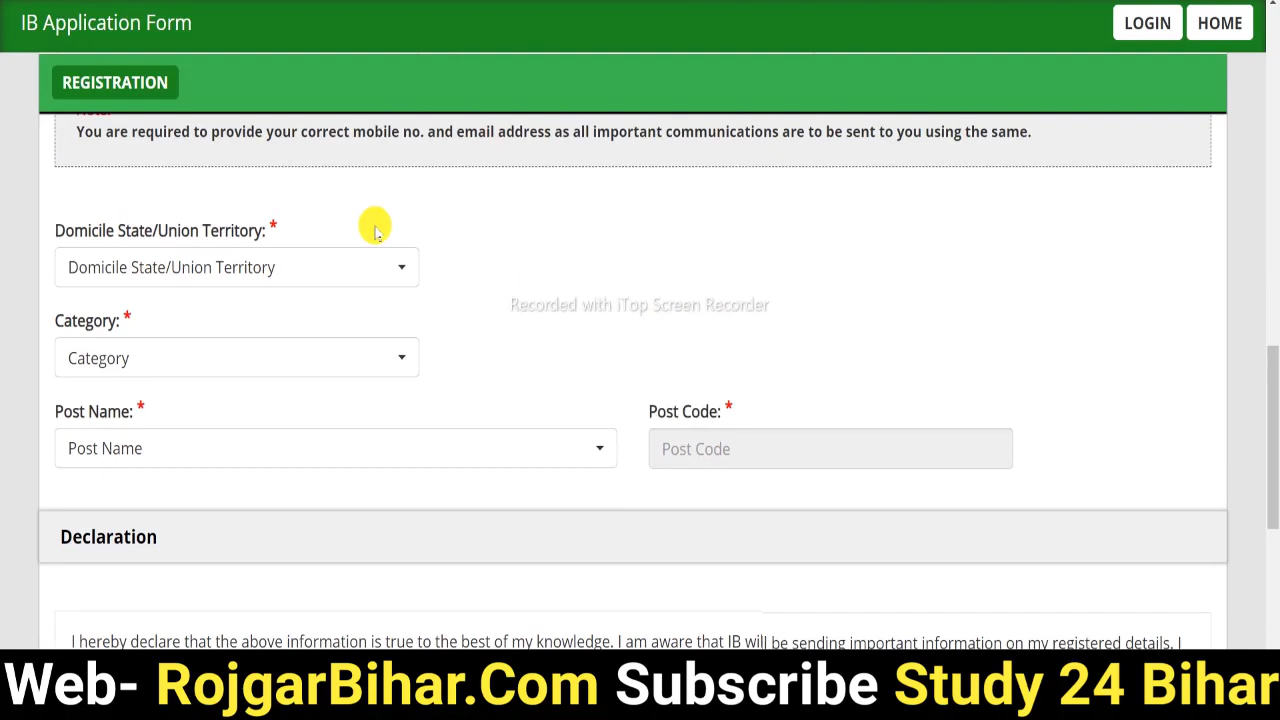 IB Application Form
LOGIN
HOME
REGISTRATION
You are required to provide your correct mobile no. and email address as all important communications are to be sent to you using the same.
Domicile State/Union Territory: *
Domicile State/Union Territory
Recorded with iTop Screen Recorder
Category: *
Category
Post Name: *
Post Code: *
Post Name
Post Code
Declaration
I hereby declare that the above information is true to the best of my knowledge. I am aware that IB will be sending important information on my registered details. I
Web- RojgarBihar.Com Subscribe Study 24 Bihar